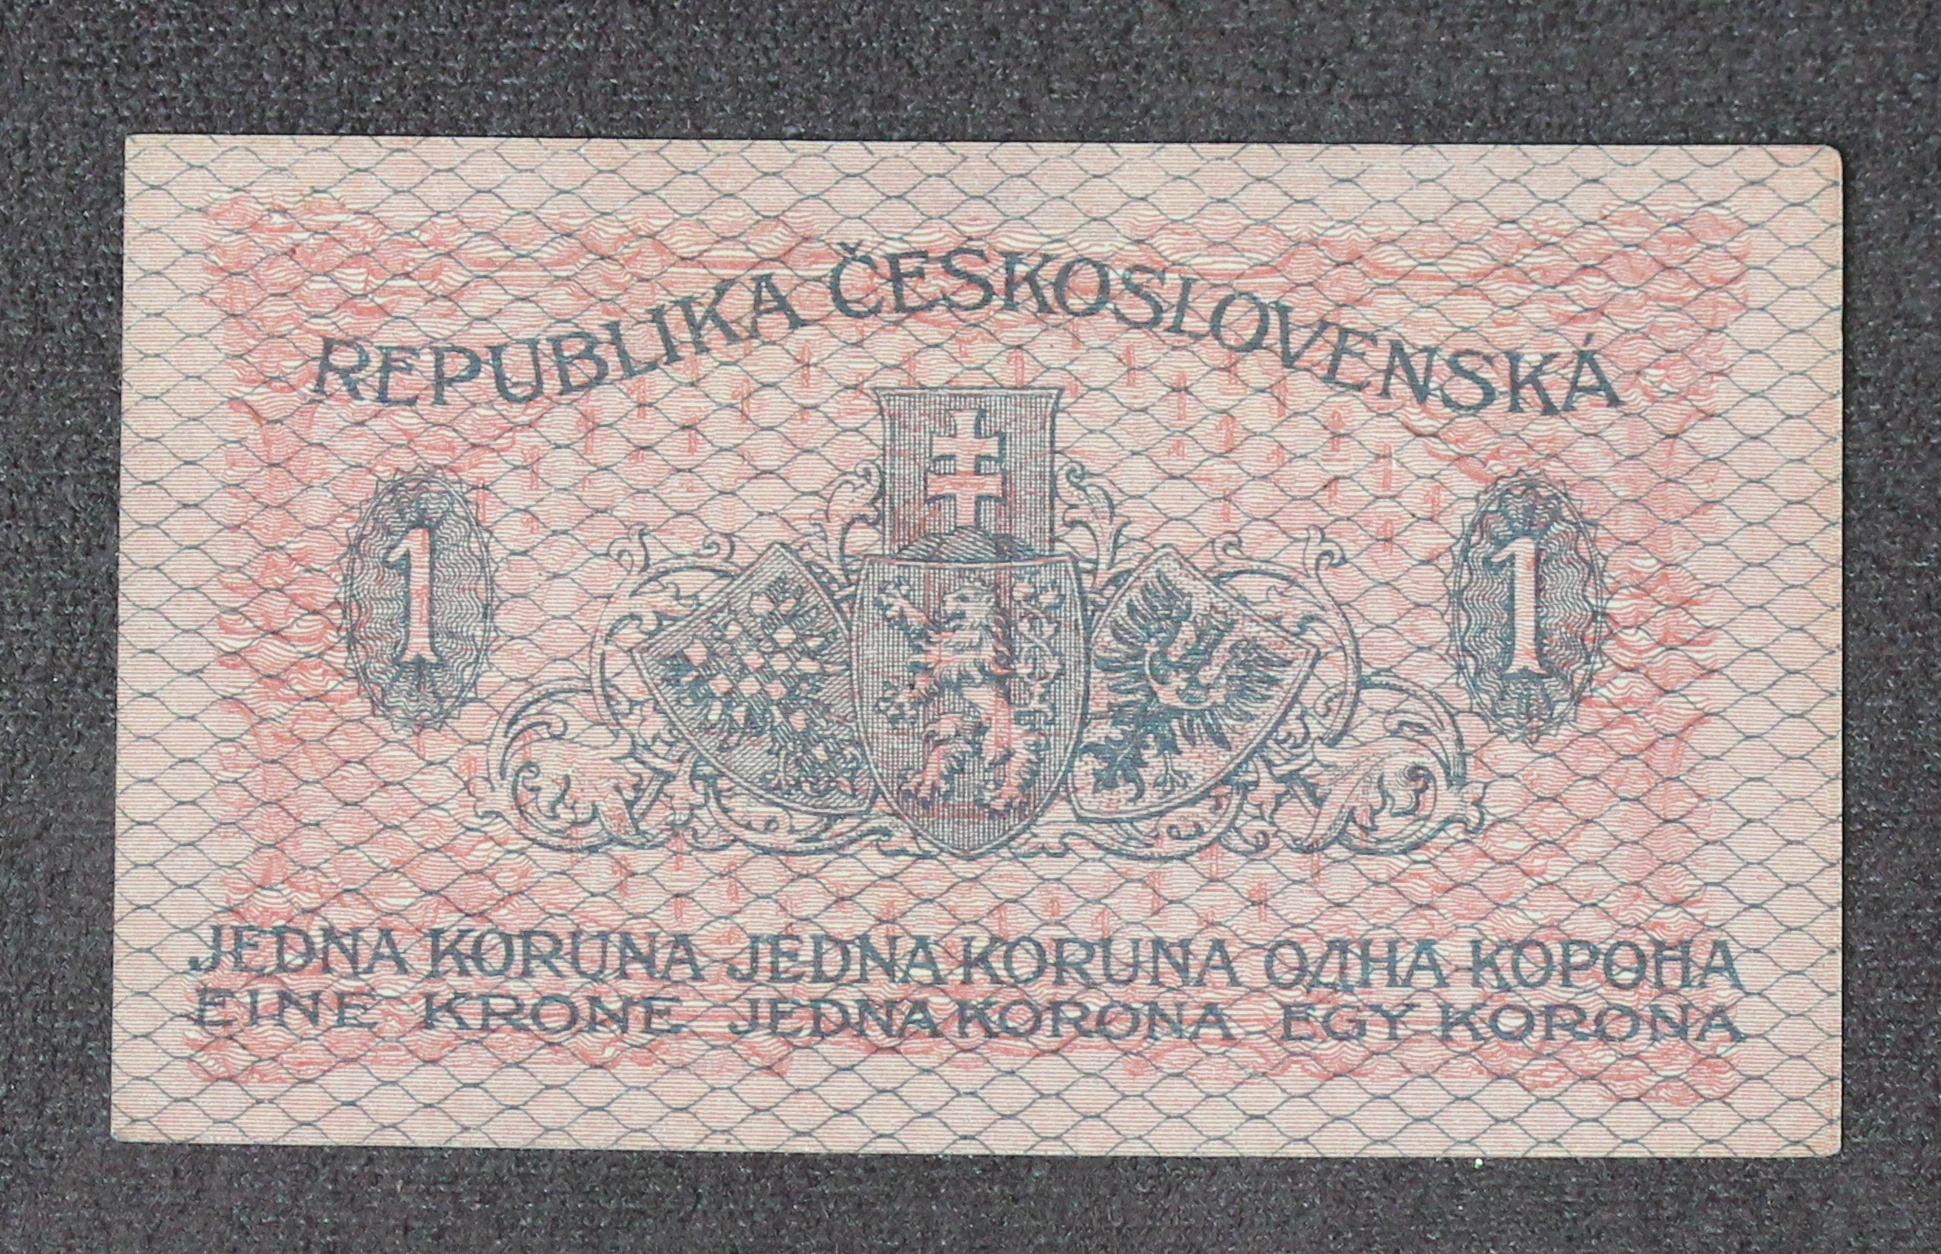 REPUBLIKA ČESKOSLOVENSKÁ
1 1
JEDNA KORUNA JEDNA KORUNA ОДНА КОРОНА
EINE KRONE JEDNA KORONA EGY KORONA